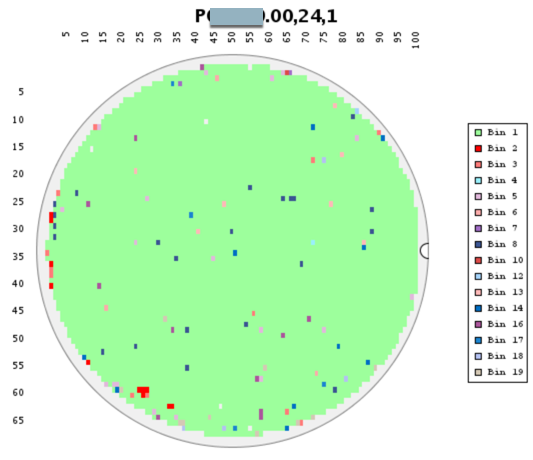 P .00,24,1
5 10 15 20 25 30 35 40 45 50 55 60 65 70 75 80 85 90 95 100
5
10
15
20
25
30
35
40
45
50
55
60
65
Bin 1
Bin 2
Bin 3
Bin 4
Bin 5
Bin 6
Bin 7
Bin 8
Bin 10
Bin 12
Bin 13
Bin 14
Bin 16
Bin 17
Bin 18
Bin 19